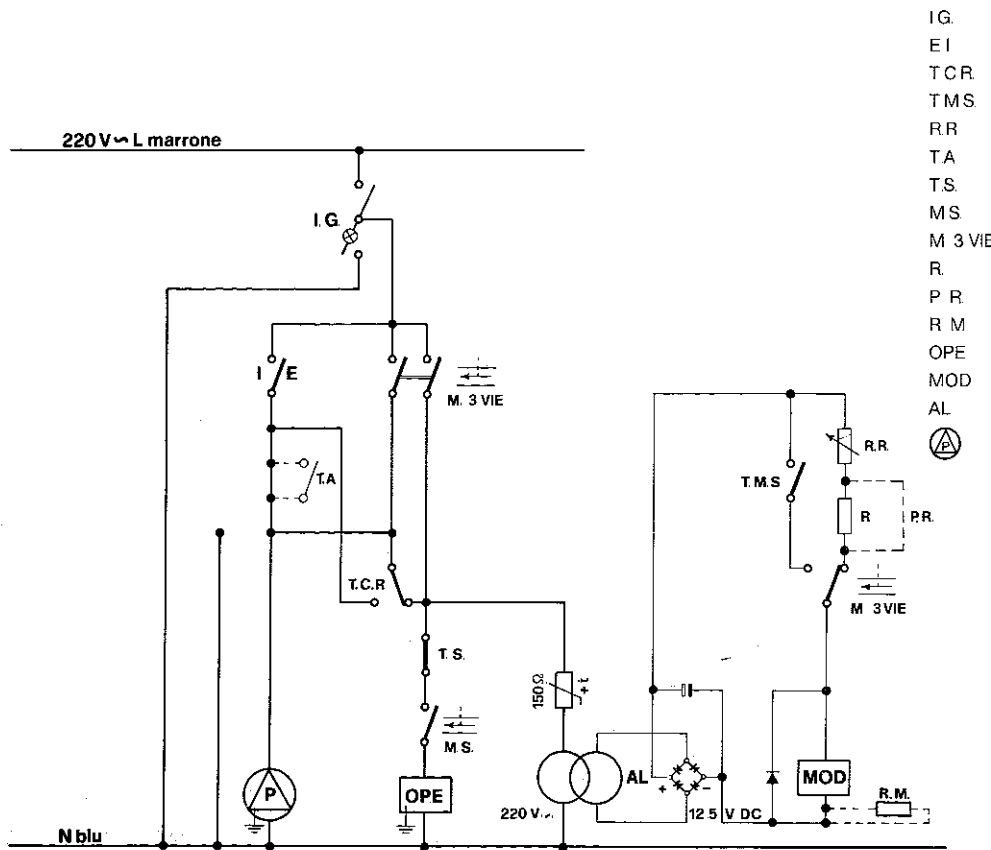 I G.
E I
T C R.
T M S.
R R
T A
T S.
M S.
M 3 VIE
R.
P R.
R M
OPE
MOD
AL
P
220 V ~ L marrone
I. G.
I E
M. 3 VIE
T.A
T.C.R
T. S.
M.S.
OPE
P
N blu
150 Ω
+ t
220 V ~
AL
+ −
12 5 V DC
T.M.S
R.R.
R
P.R.
M 3VIE
MOD
R.M.